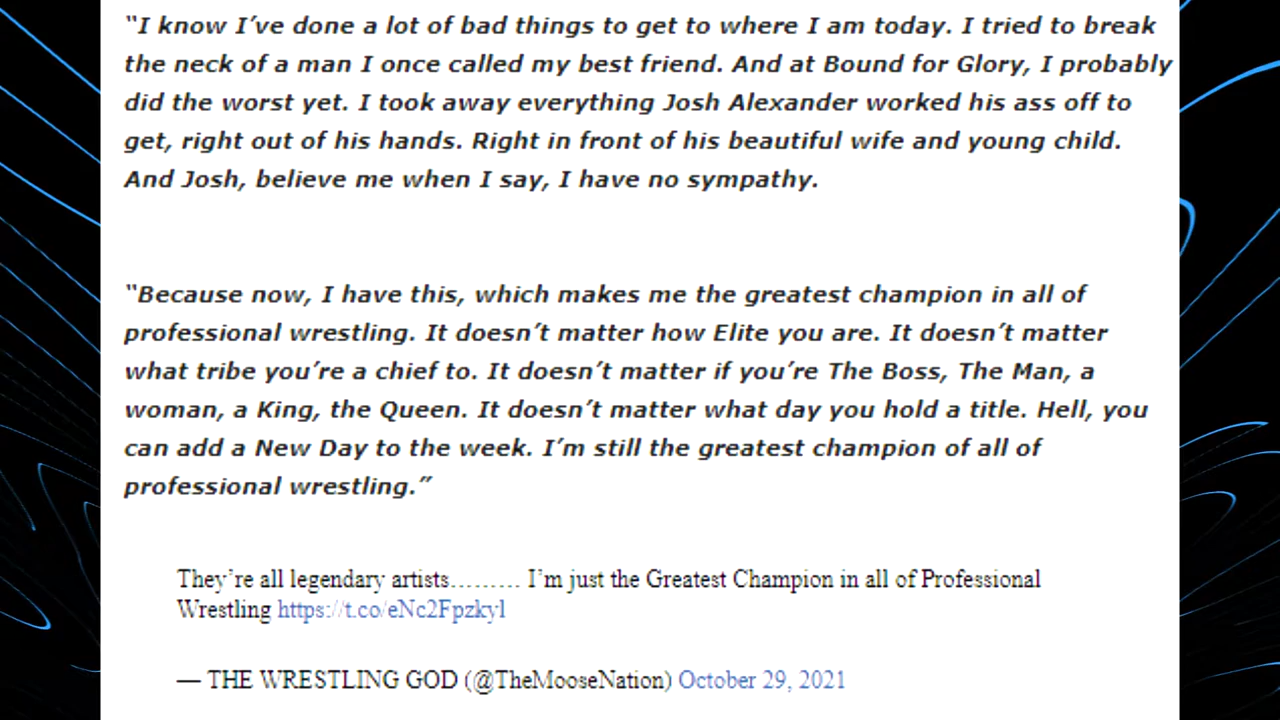 “I know I’ve done a lot of bad things to get to where I am today. I tried to break
the neck of a man I once called my best friend. And at Bound for Glory, I probably
did the worst yet. I took away everything Josh Alexander worked his ass off to
get, right out of his hands. Right in front of his beautiful wife and young child.
And Josh, believe me when I say, I have no sympathy.
“Because now, I have this, which makes me the greatest champion in all of
professional wrestling. It doesn’t matter how Elite you are. It doesn’t matter
what tribe you’re a chief to. It doesn’t matter if you’re The Boss, The Man, a
woman, a King, the Queen. It doesn’t matter what day you hold a title. Hell, you
can add a New Day to the week. I’m still the greatest champion of all of
professional wrestling.”
They’re all legendary artists……… I’m just the Greatest Champion in all of Professional
Wrestling https://t.co/eNc2Fpzkyl
— THE WRESTLING GOD (@TheMooseNation) October 29, 2021